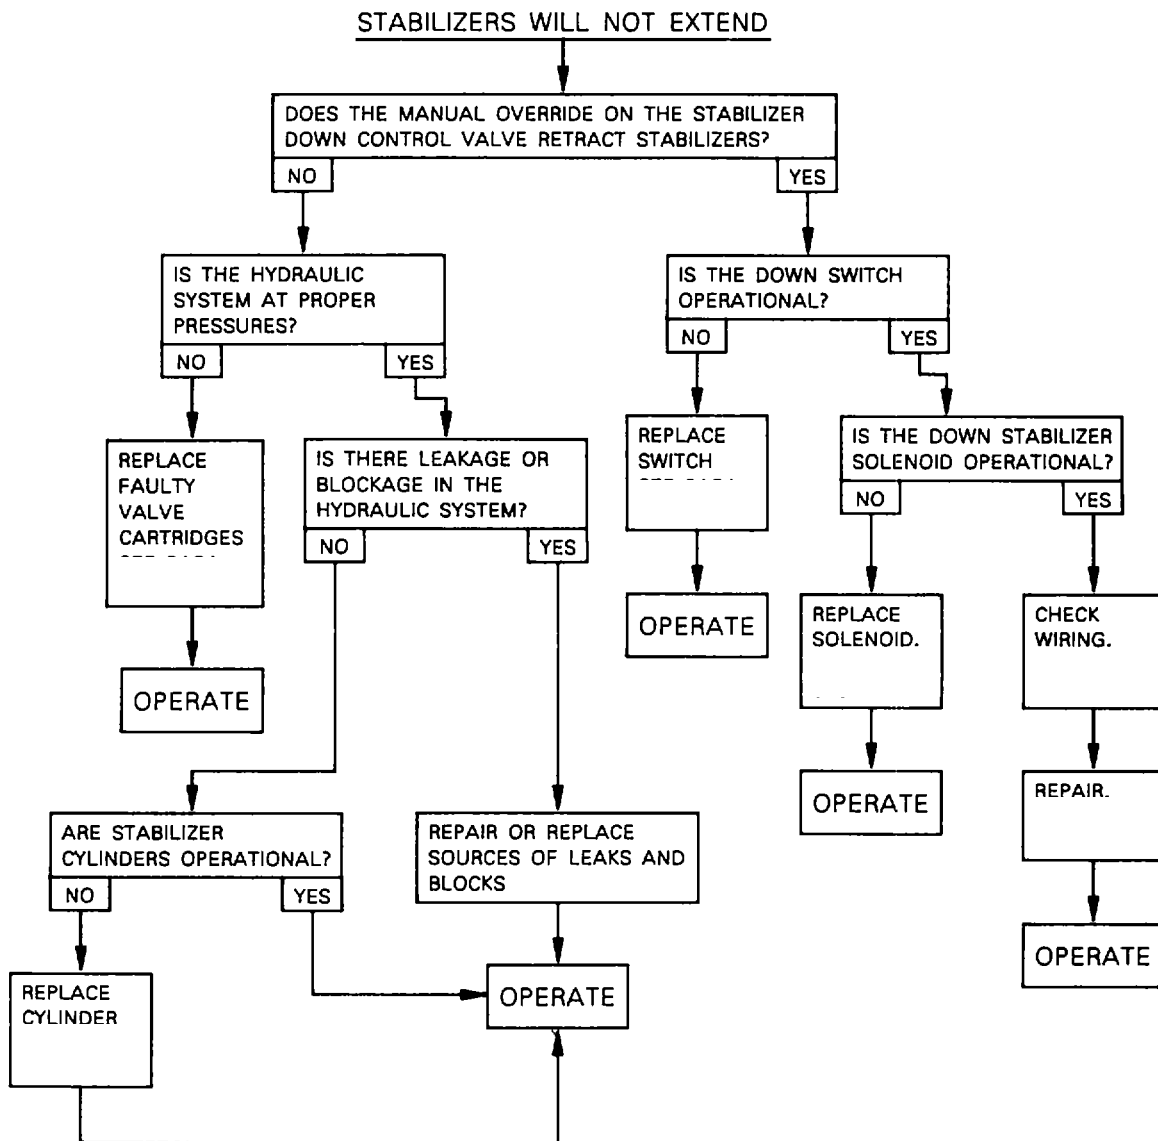 STABILIZERS WILL NOT EXTEND
DOES THE MANUAL OVERRIDE ON THE STABILIZER
DOWN CONTROL VALVE RETRACT STABILIZERS?
NO
YES
IS THE HYDRAULIC
SYSTEM AT PROPER
PRESSURES?
NO
YES
IS THE DOWN SWITCH
OPERATIONAL?
NO
YES
REPLACE
FAULTY
VALVE
CARTRIDGES
OPERATE
IS THERE LEAKAGE OR
BLOCKAGE IN THE
HYDRAULIC SYSTEM?
NO
YES
REPLACE
SWITCH
OPERATE
IS THE DOWN STABILIZER
SOLENOID OPERATIONAL?
NO
YES
REPLACE
SOLENOID.
OPERATE
CHECK
WIRING.
REPAIR.
OPERATE
ARE STABILIZER
CYLINDERS OPERATIONAL?
NO
YES
REPAIR OR REPLACE
SOURCES OF LEAKS AND
BLOCKS
REPLACE
CYLINDER
OPERATE